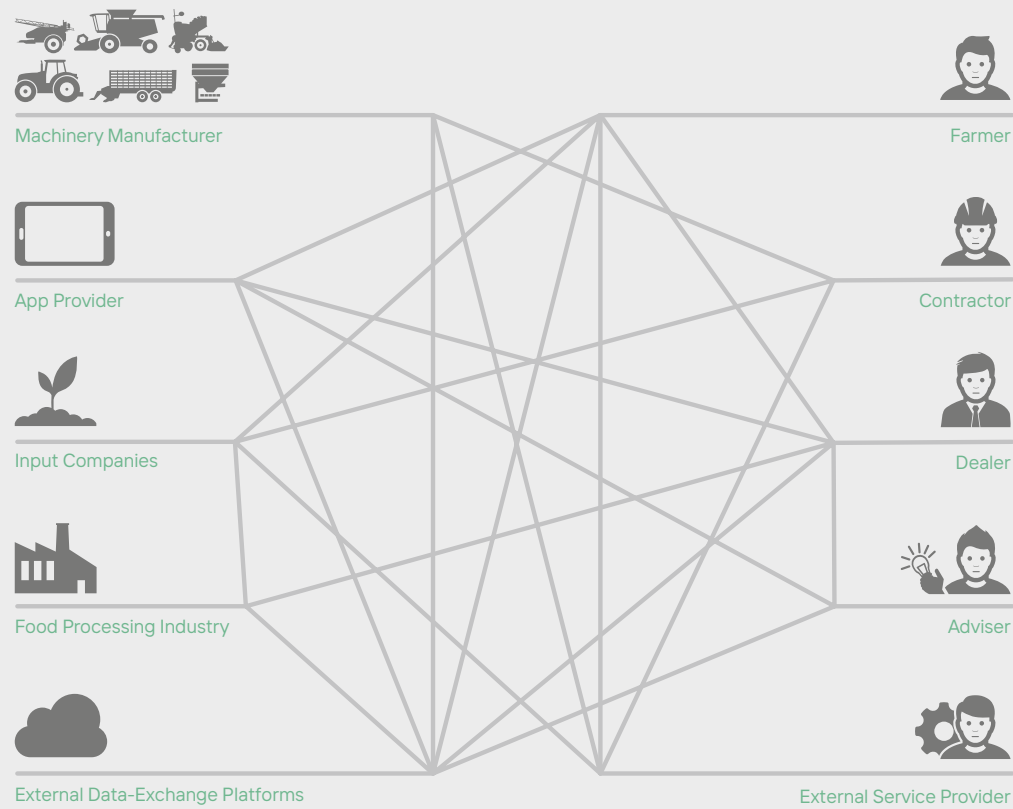 Machinery Manufacturer
Farmer
App Provider
Contractor
Input Companies
Dealer
Food Processing Industry
Adviser
External Data-Exchange Platforms
External Service Provider